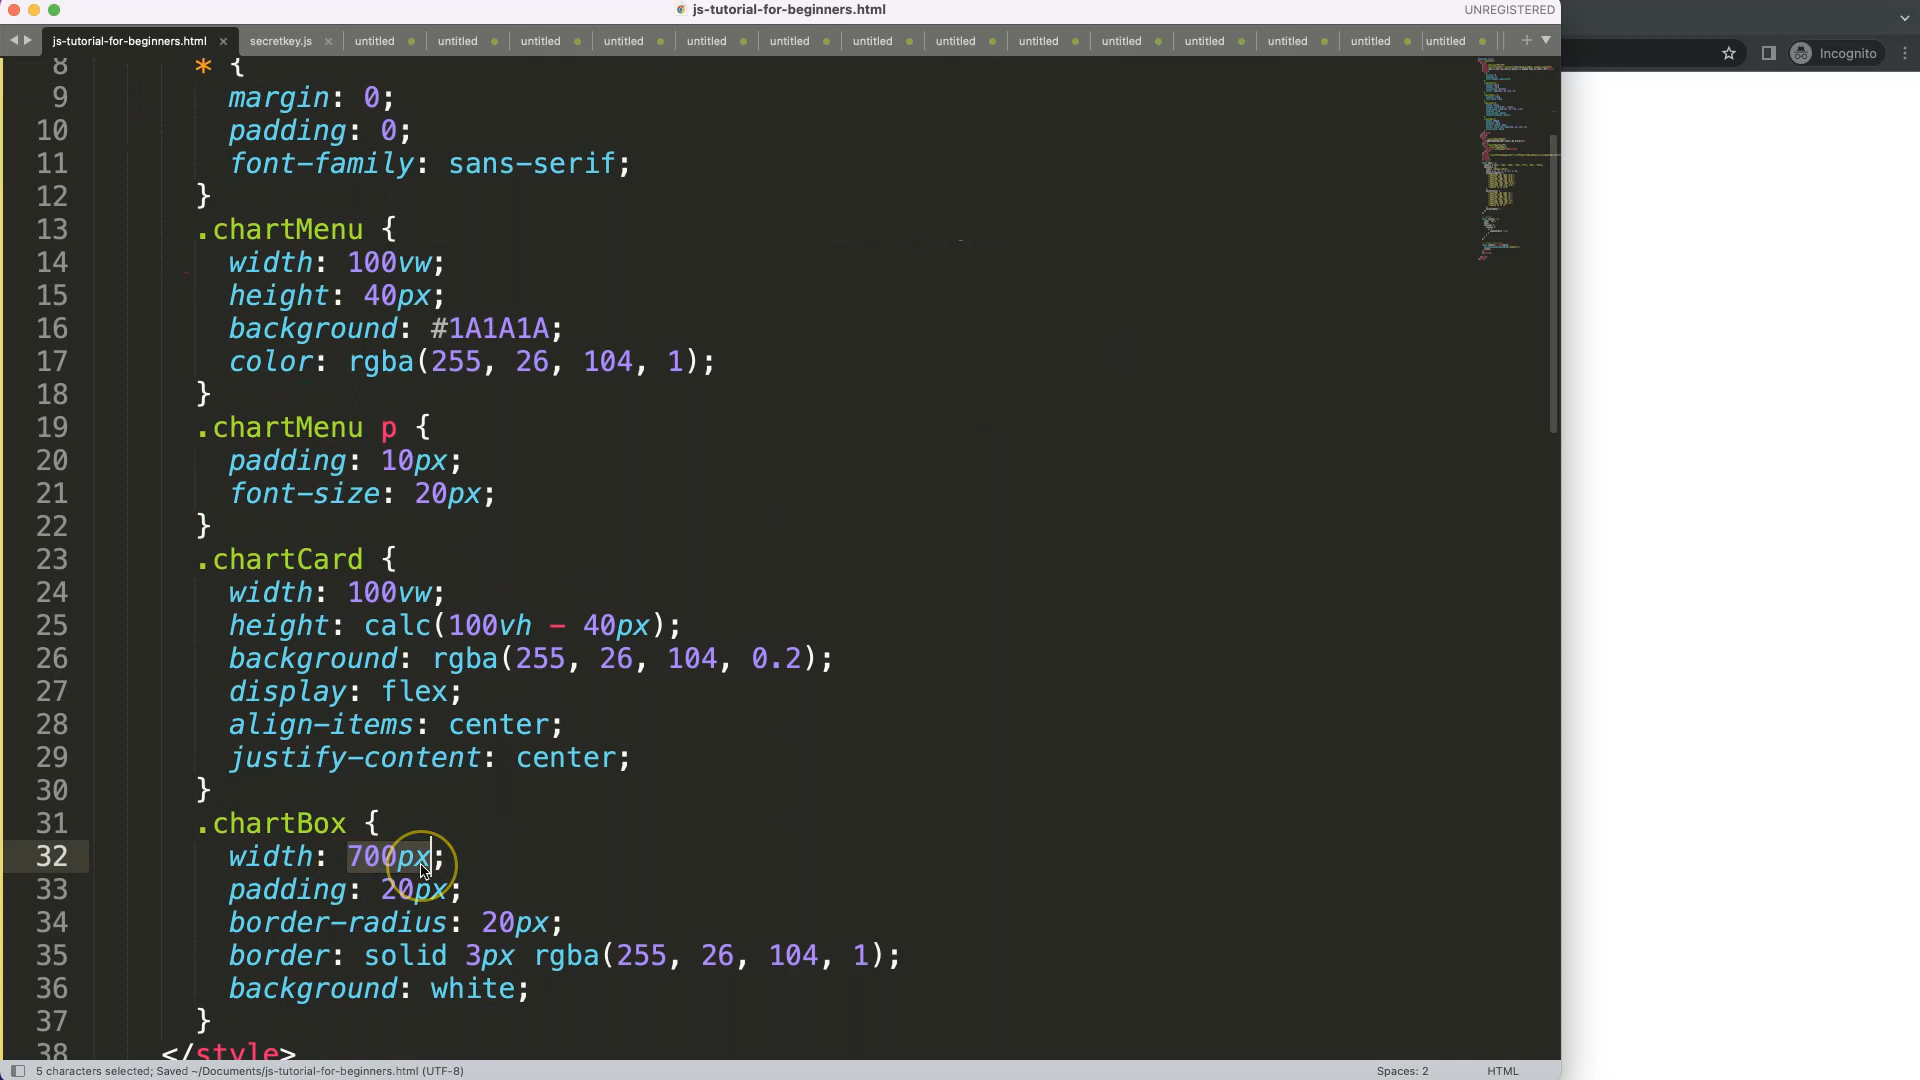 js-tutorial-for-beginners.html
UNREGISTERED
js-tutorial-for-beginners.html × secretkey.js × untitled untitled untitled untitled untitled untitled untitled untitled untitled untitled untitled untitled untitled untitled
Incognito
8 * {
9 margin: 0;
10 padding: 0;
11 font-family: sans-serif;
12 }
13 .chartMenu {
14 width: 100vw;
15 height: 40px;
16 background: #1A1A1A;
17 color: rgba(255, 26, 104, 1);
18 }
19 .chartMenu p {
20 padding: 10px;
21 font-size: 20px;
22 }
23 .chartCard {
24 width: 100vw;
25 height: calc(100vh - 40px);
26 background: rgba(255, 26, 104, 0.2);
27 display: flex;
28 align-items: center;
29 justify-content: center;
30 }
31 .chartBox {
32 width: 700px;
33 padding: 20px;
34 border-radius: 20px;
35 border: solid 3px rgba(255, 26, 104, 1);
36 background: white;
37 }
38 </style>
5 characters selected; Saved ~/Documents/js-tutorial-for-beginners.html (UTF-8)
Spaces: 2
HTML